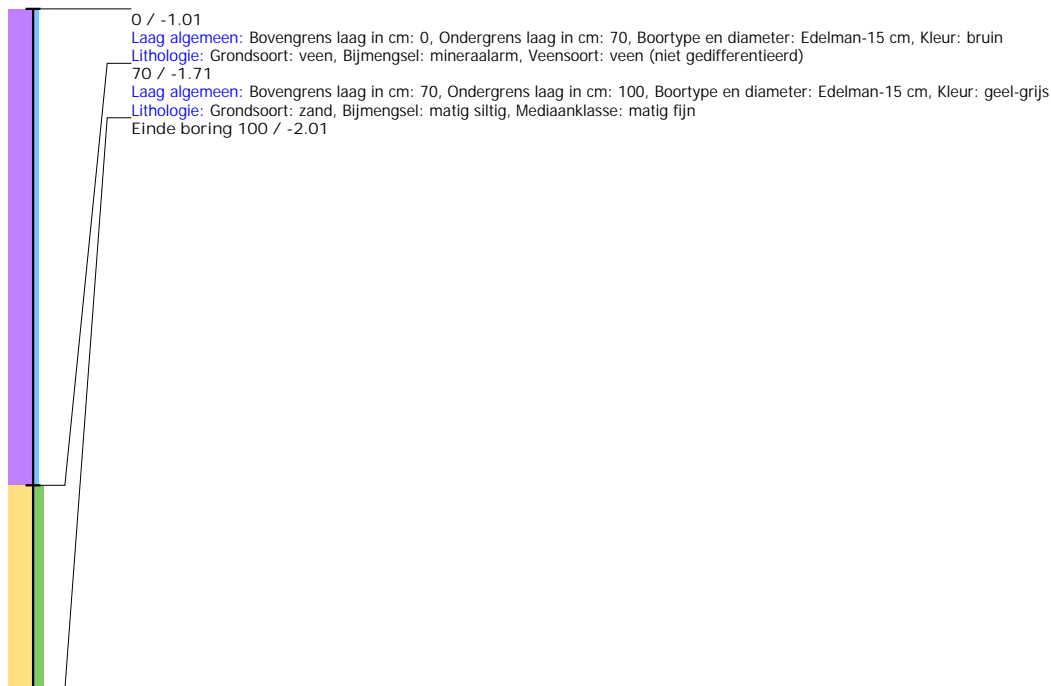 0 / -1.01
Laag algemeen: Bovengrens laag in cm: 0, Ondergrens laag in cm: 70, Boortype en diameter: Edelman-15 cm, Kleur: bruin
Lithologie: Grondsoort: veen, Bijmengsel: mineraalarm, Veensoort: veen (niet gedifferentieerd)
70 / -1.71
Laag algemeen: Bovengrens laag in cm: 70, Ondergrens laag in cm: 100, Boortype en diameter: Edelman-15 cm, Kleur: geel-grijs
Lithologie: Grondsoort: zand, Bijmengsel: matig siltig, Mediaanklasse: matig fijn
Einde boring 100 / -2.01